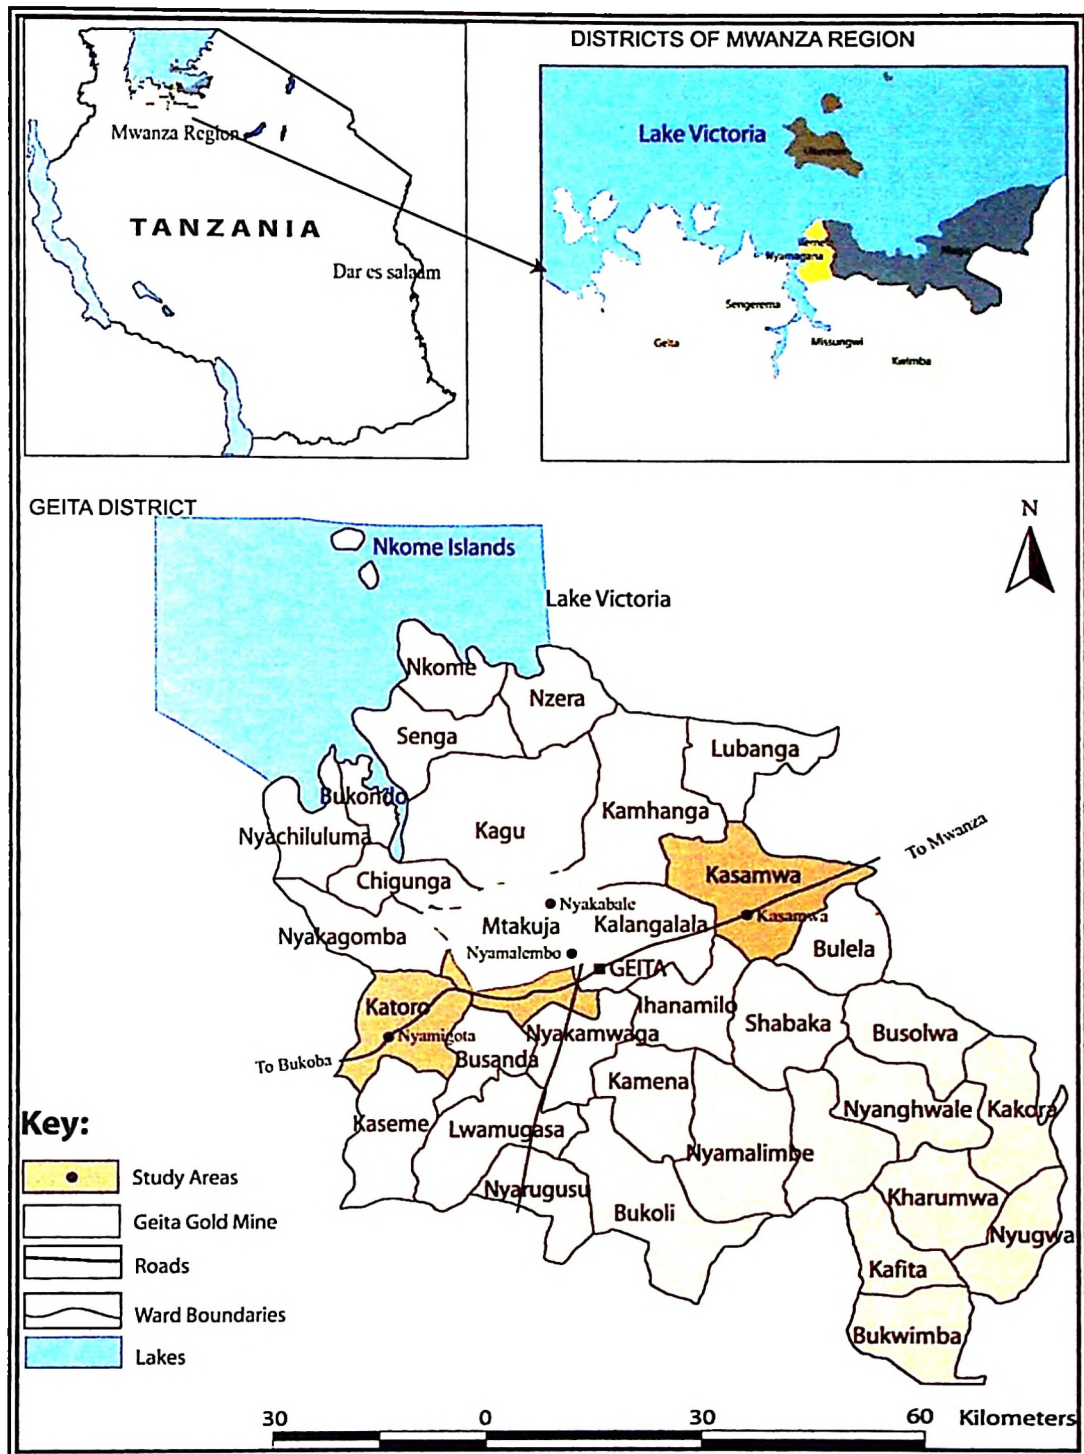 DISTRICTS OF MWANZA REGION
Mwanza Region
TANZANIA
Dar es salaam
Lake Victoria
Nyamagana
Sengerema
Geita
Missungwi
Kwimba
GEITA DISTRICT
N
Nkome Islands
Lake Victoria
Nkome
Nzera
Senga
Lubanga
Bukondo
Kamhanga
Nyachiluluma
Kagu
To Mwanza
Chigunga
Kasamwa
Nyakabale
Kasamwa
Mtakuja
Kalangalala
Nyakagomba
Nyamalembo
Bulela
GEITA
Katoro
Ihanamilo
Shabaka
Nyamigota
Nyakamwaga
Busolwa
To Bukoba
Busanda
Kamena
Nyanghwale
Kakora
Kaseme
Lwamugasa
Nyamalimbe
Nyarugusu
Bukoli
Kharumwa
Nyugwa
Kafita
Bukwimba
Key:
Study Areas
Geita Gold Mine
Roads
Ward Boundaries
Lakes
30 0 30 60 Kilometers